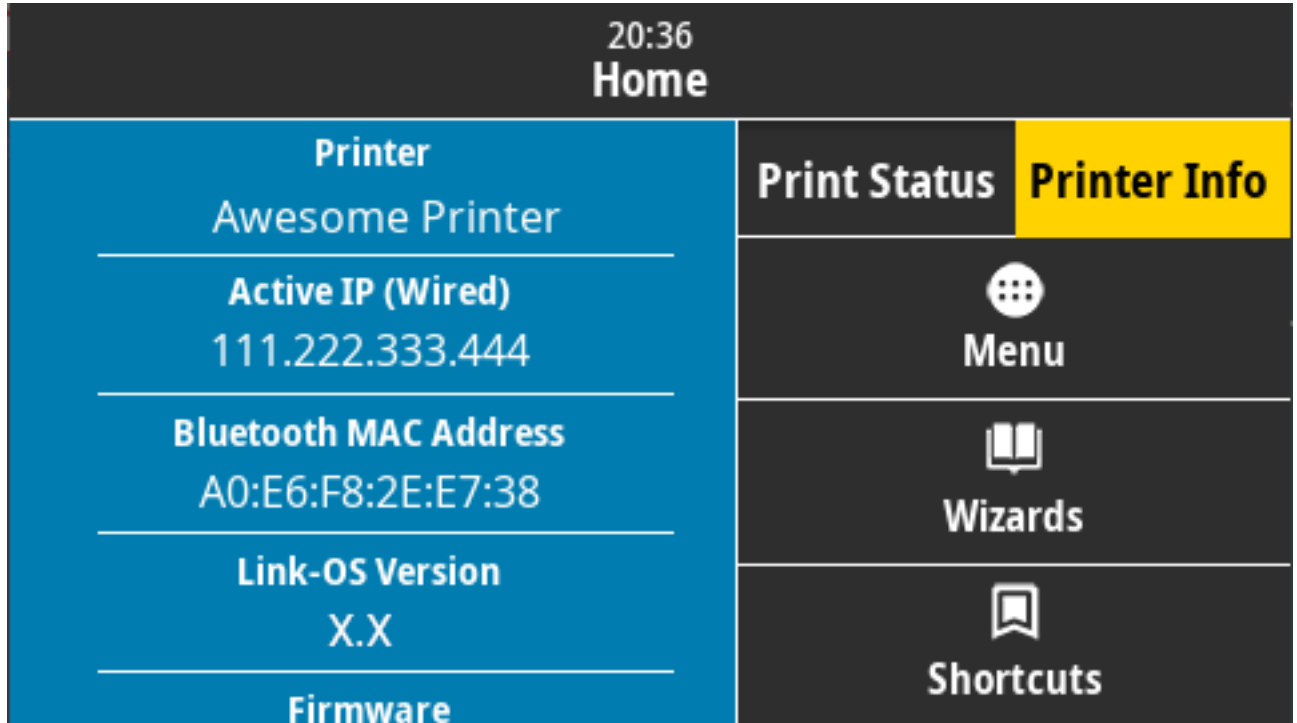 20:36
Home
Printer
Awesome Printer
Active IP (Wired)
111.222.333.444
Bluetooth MAC Address
A0:E6:F8:2E:E7:38
Link-OS Version
X.X
Firmware
Print Status
Printer Info
Menu
Wizards
Shortcuts